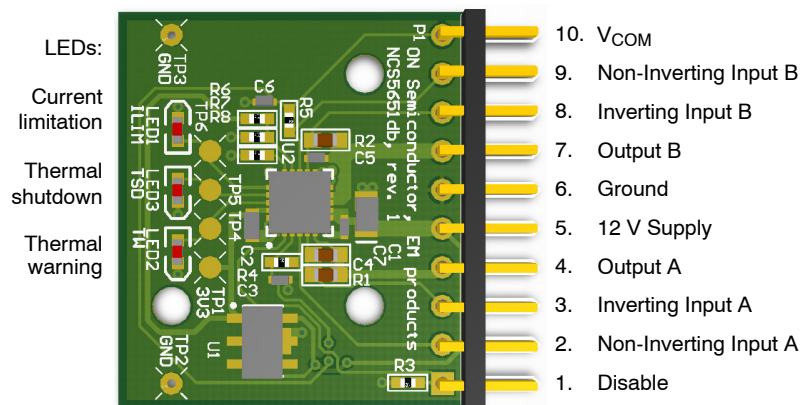 LEDs:
Current
limitation
Thermal
shutdown
Thermal
warning
TP3
GND
LED1
ILIM
LED3
TSD
LED2
TW
TP6
TP5
TP4
TP1
3V3
TP2
GND
R6
R7
R8
C6
R5
U2
R2
C5
C2
R4
C3
C4
R1
C1
C7
U1
R3
P1
ON Semiconductor, EM products
NCS5651db, rev. 1
10. VCOM
9. Non-Inverting Input B
8. Inverting Input B
7. Output B
6. Ground
5. 12 V Supply
4. Output A
3. Inverting Input A
2. Non-Inverting Input A
1. Disable